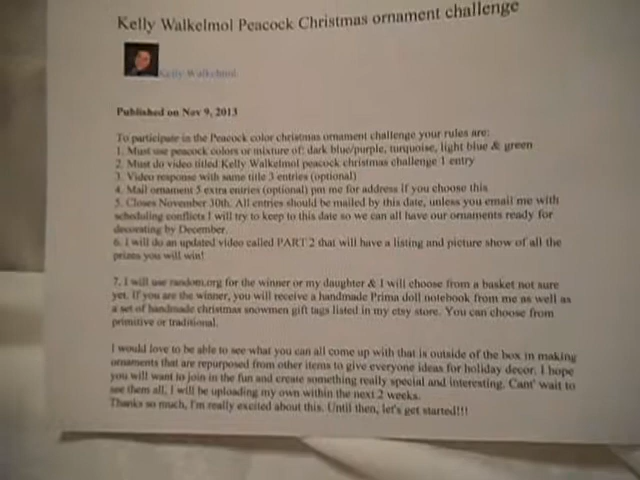 Kelly Walkelmol Peacock Christmas ornament challenge
Kelly Walkelmol
Published on Nov 9, 2013
To participate in the Peacock color christmas ornament challenge your rules are:
1. Must use peacock colors or mixture of: dark blue/purple, turquoise, light blue & green
2. Must do video titled Kelly Walkelmol peacock christmas challenge 1 entry
3. Video response with same title 3 entries (optional)
4. Mail ornament 5 extra entries (optional) pm me for address if you choose this
5. Closes November 30th. All entries should be mailed by this date, unless you email me with
scheduling conflicts I will try to keep to this date so we can all have our ornaments ready for
decorating by December.
6. I will do an updated video called PART 2 that will have a listing and picture show of all the
prizes you will win!
7. I will use random.org for the winner or my daughter & I will choose from a basket not sure
yet. If you are the winner, you will receive a handmade Prima doll notebook from me as well as
a set of handmade christmas snowmen gift tags listed in my etsy store. You can choose from
primitive or traditional.
I would love to be able to see what you can all come up with that is outside of the box in making
ornaments that are repurposed from other items to give everyone ideas for holiday decor. I hope
you will want to join in the fun and create something really special and interesting. Cant' wait to
see them all. I will be uploading my own within the next 2 weeks.
Thanks so much, I'm really excited about this. Until then, let's get started!!!